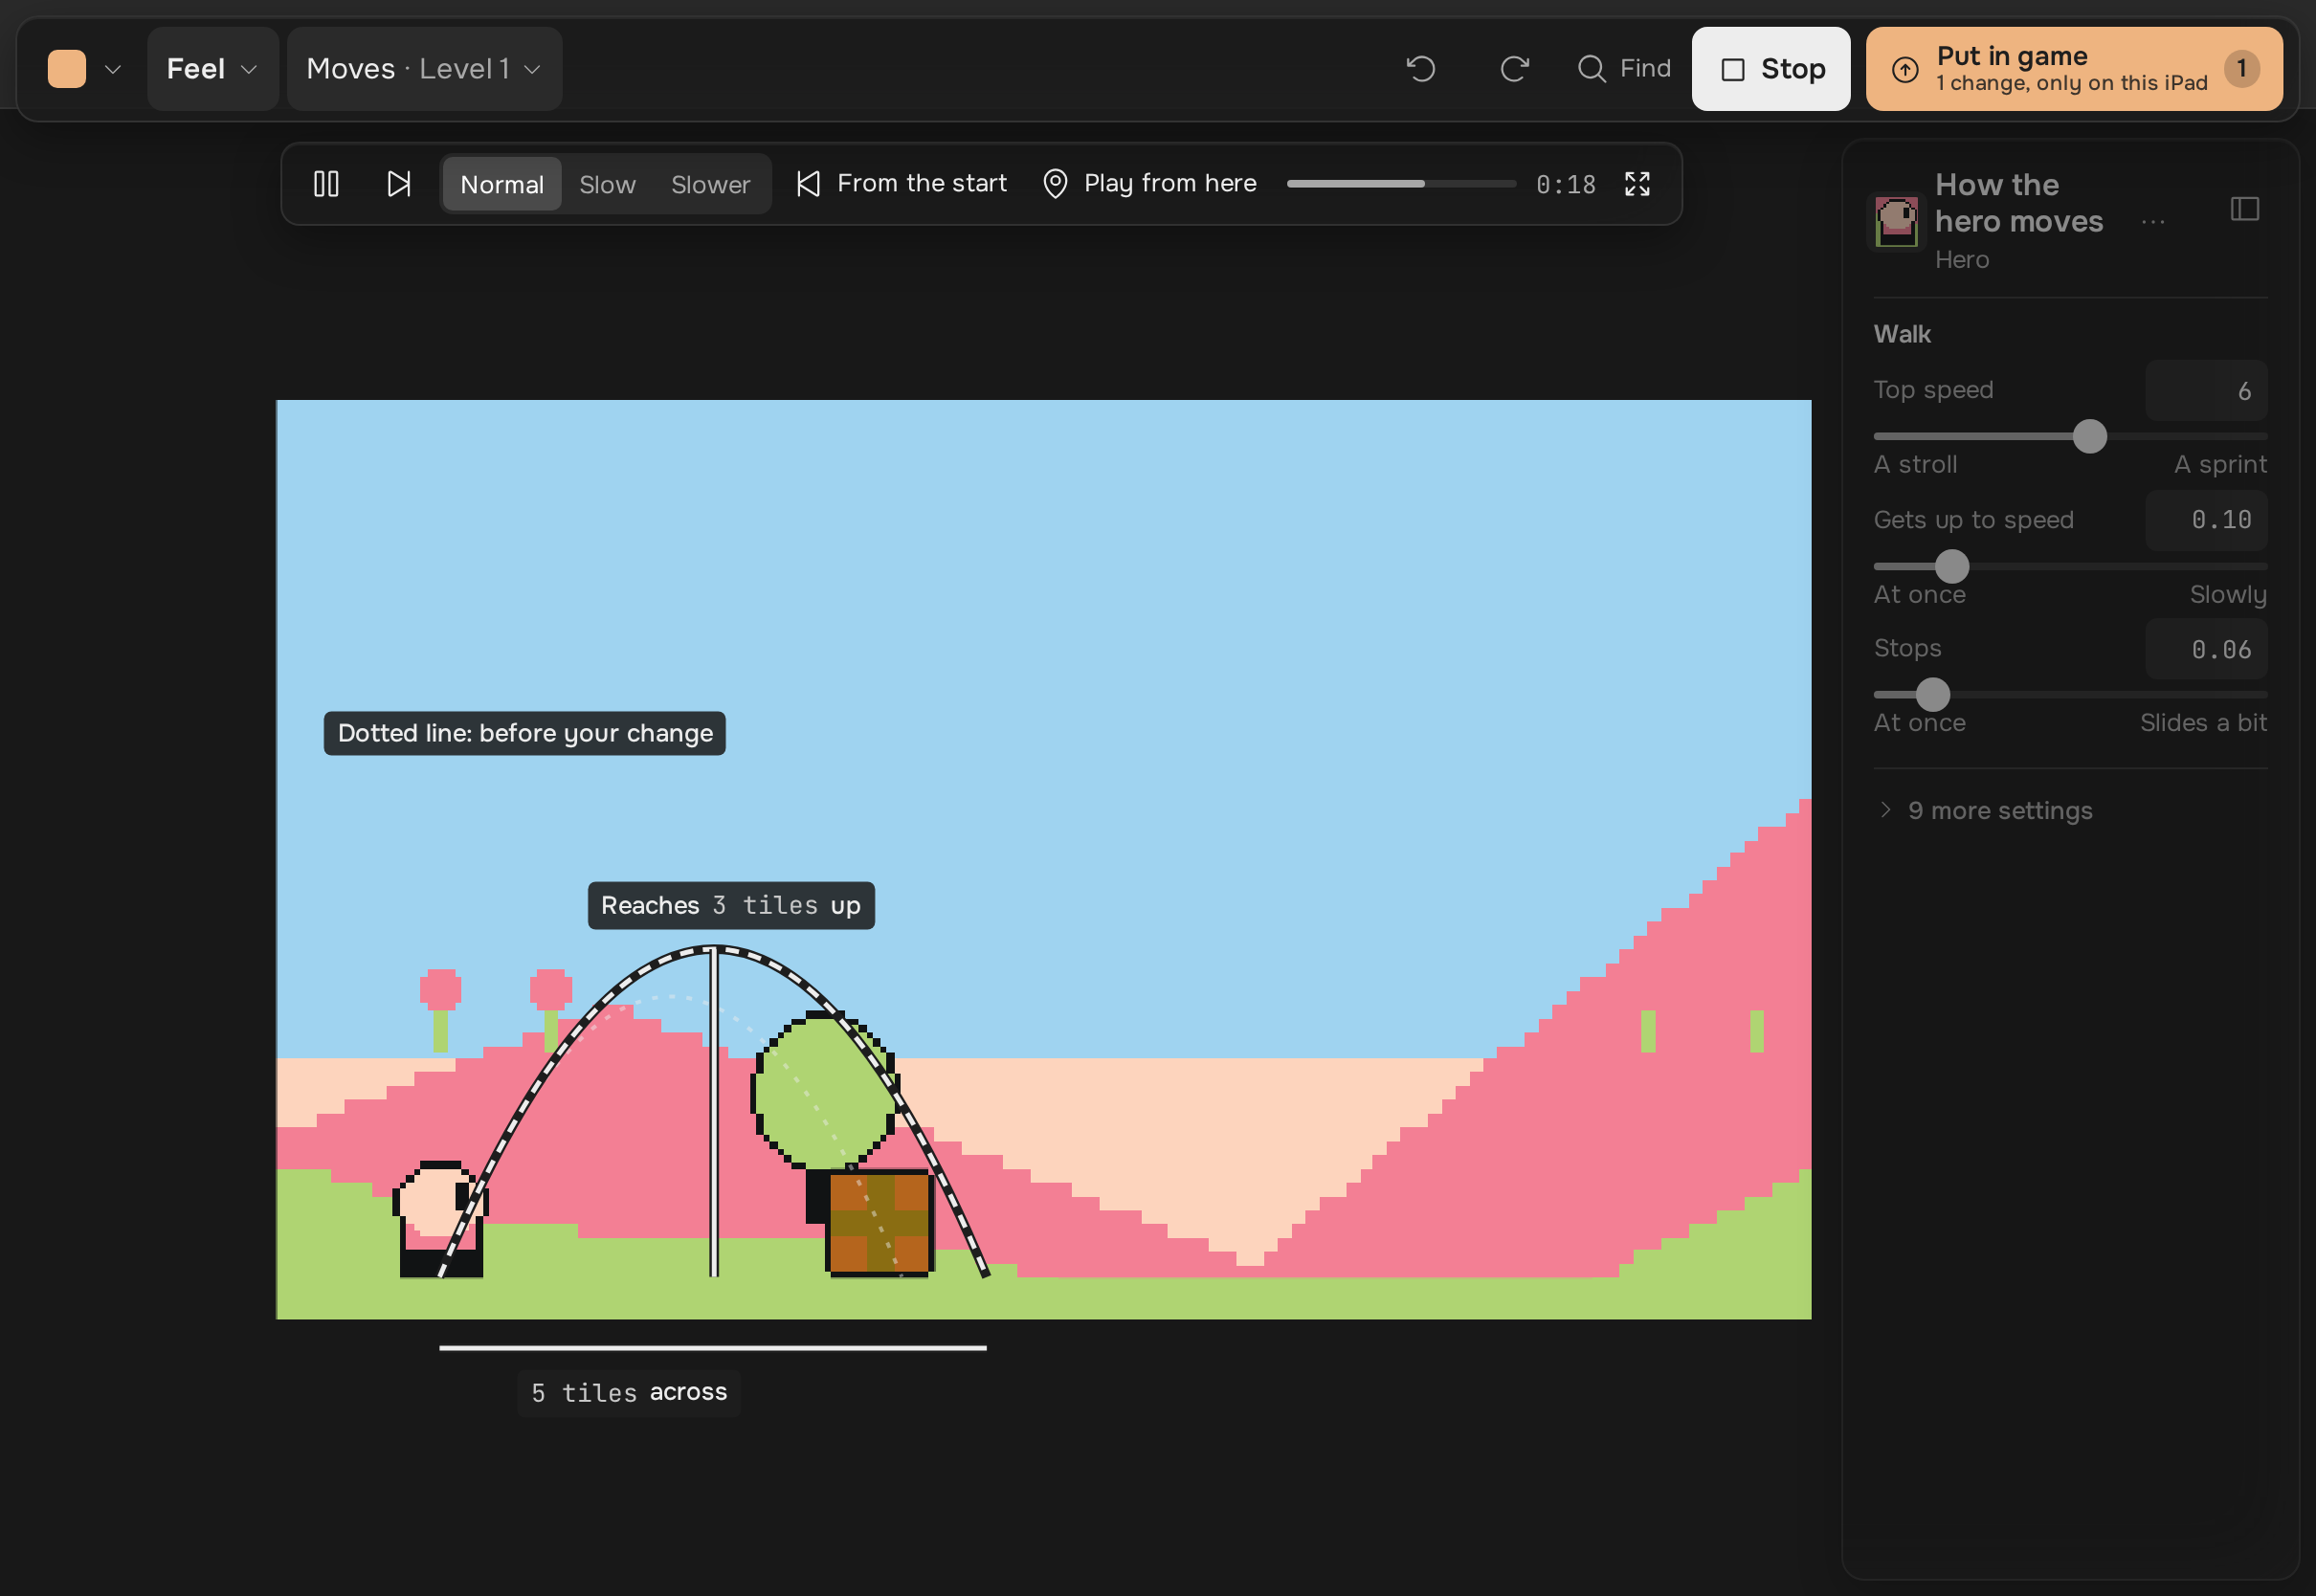 Feel
Moves · Level 1
Find
Stop
Put in game
1 change, only on this iPad
1
Normal
Slow
Slower
From the start
Play from here
0:18
How the
hero moves
...
Hero
Walk
Top speed
6
A stroll
A sprint
Gets up to speed
0.10
At once
Slowly
Stops
0.06
At once
Slides a bit
9 more settings
Dotted line: before your change
Reaches 3 tiles up
5 tiles across